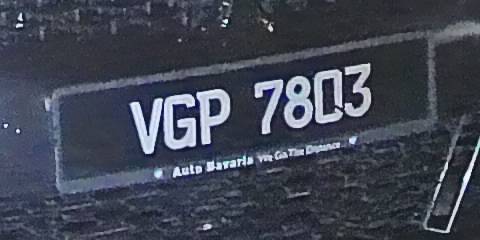 VGP 7803
Auto Bavaria We Go The Distance